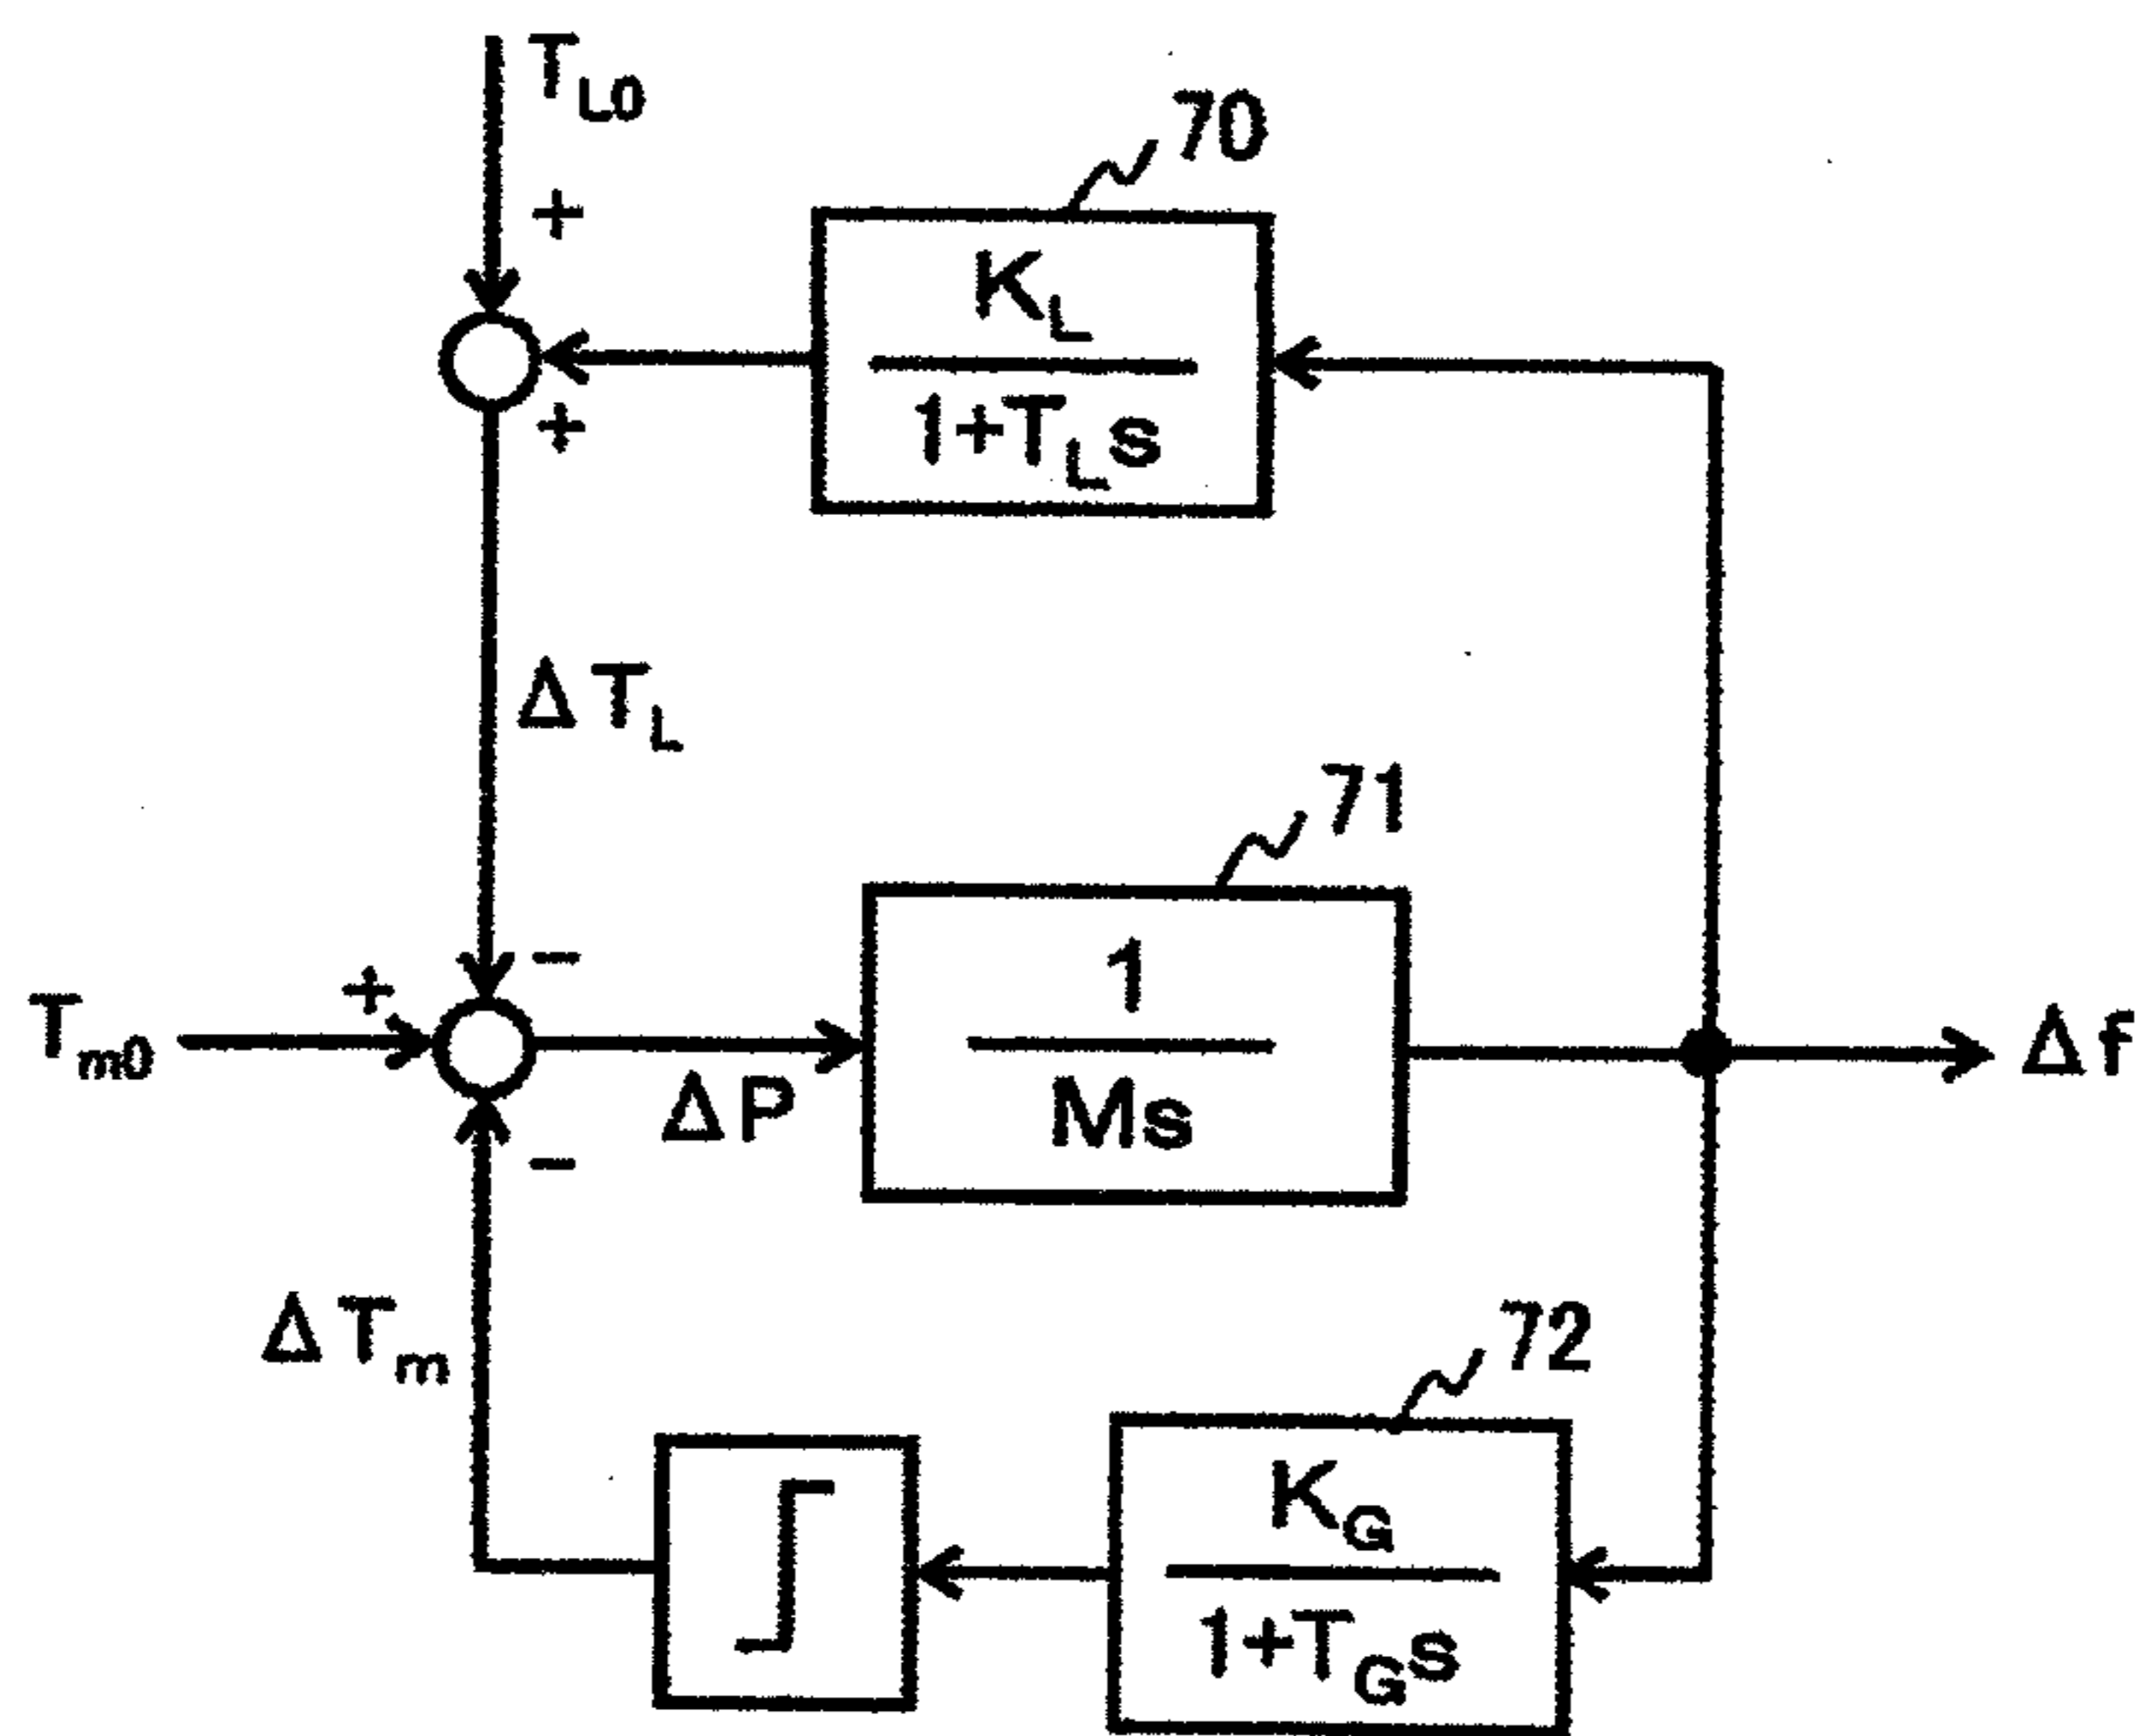 T_L0
70
+
K_L
1+T_Ls
+
ΔT_L
71
−
+
1
T_m0
Δf
ΔP
Ms
−
72
ΔT_m
K_G
1+T_Gs